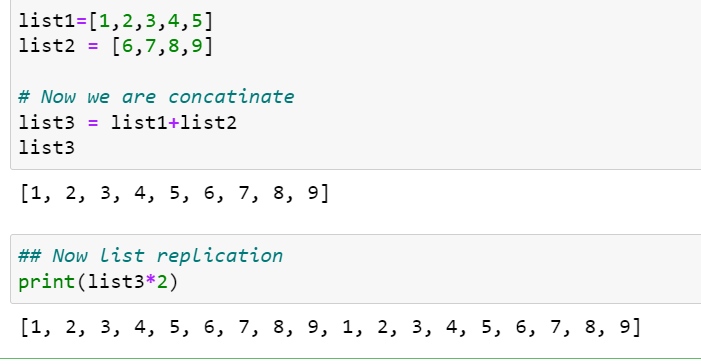 list1=[1,2,3,4,5]
list2 = [6,7,8,9]
# Now we are concatinate
list3 = list1+list2
list3
[1, 2, 3, 4, 5, 6, 7, 8, 9]
## Now list replication
print(list3*2)
[1, 2, 3, 4, 5, 6, 7, 8, 9, 1, 2, 3, 4, 5, 6, 7, 8, 9]